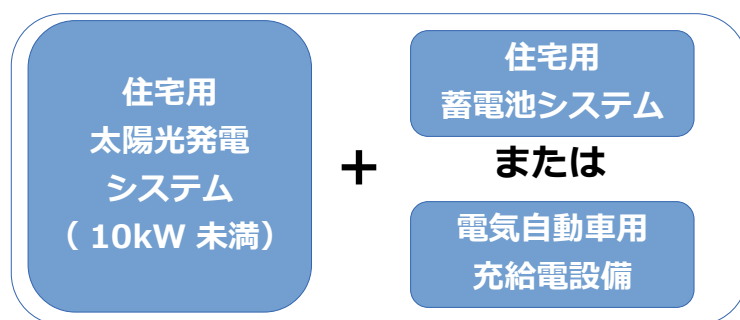 住宅用
太陽光発電
システム
（ 10kW 未満）
＋
住宅用
蓄電池システム
または
電気自動車用
充給電設備